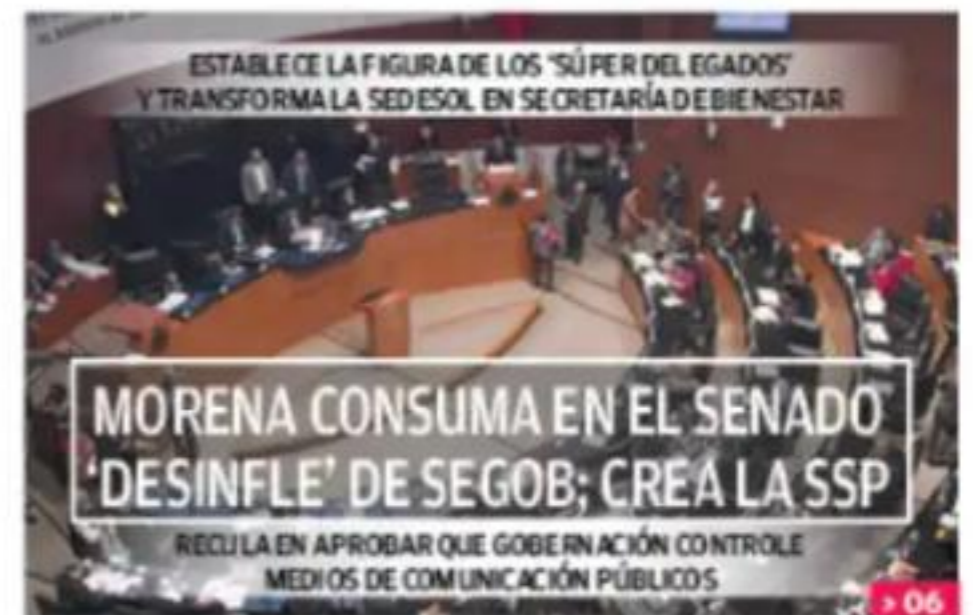 ESTABLECE LA FIGURA DE LOS ‘SÚPER DELEGADOS’
Y TRANSFORMA LA SEDESOL EN SECRETARÍA DE BIENESTAR
MORENA CONSUMA EN EL SENADO
‘DESINFLE’ DE SEGOB; CREA LA SSP
RECULA EN APROBAR QUE GOBERNACIÓN CONTROLE
MEDIOS DE COMUNICACIÓN PÚBLICOS
> 06